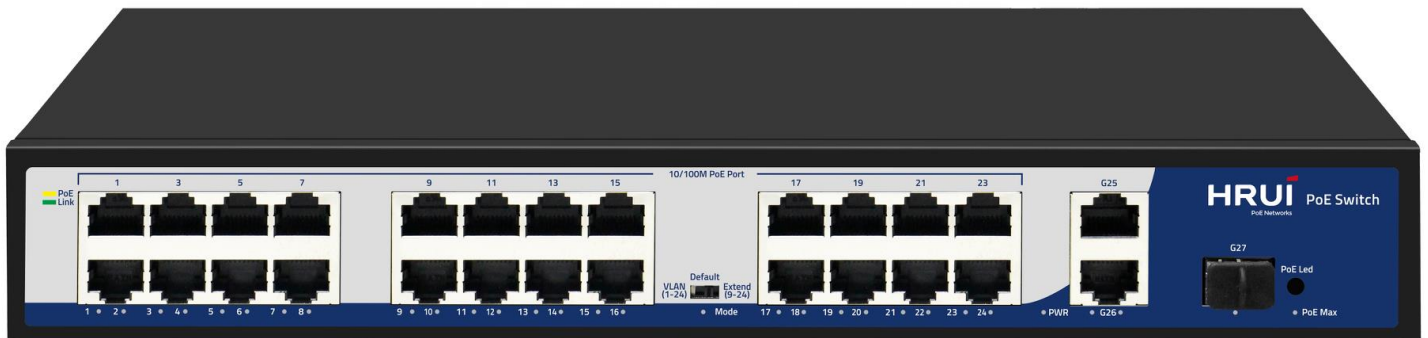 10/100M PoE Port
1 3 5 7 9 11 13 15 17 19 21 23 G25
PoE
Link
HRUI PoE Switch
PoE Networks
G27
Default
PoE Led
VLAN Extend
(1-24) (9-24)
1 2 3 4 5 6 7 8 9 10 11 12 13 14 15 16 Mode 17 18 19 20 21 22 23 24 PWR G26 PoE Max